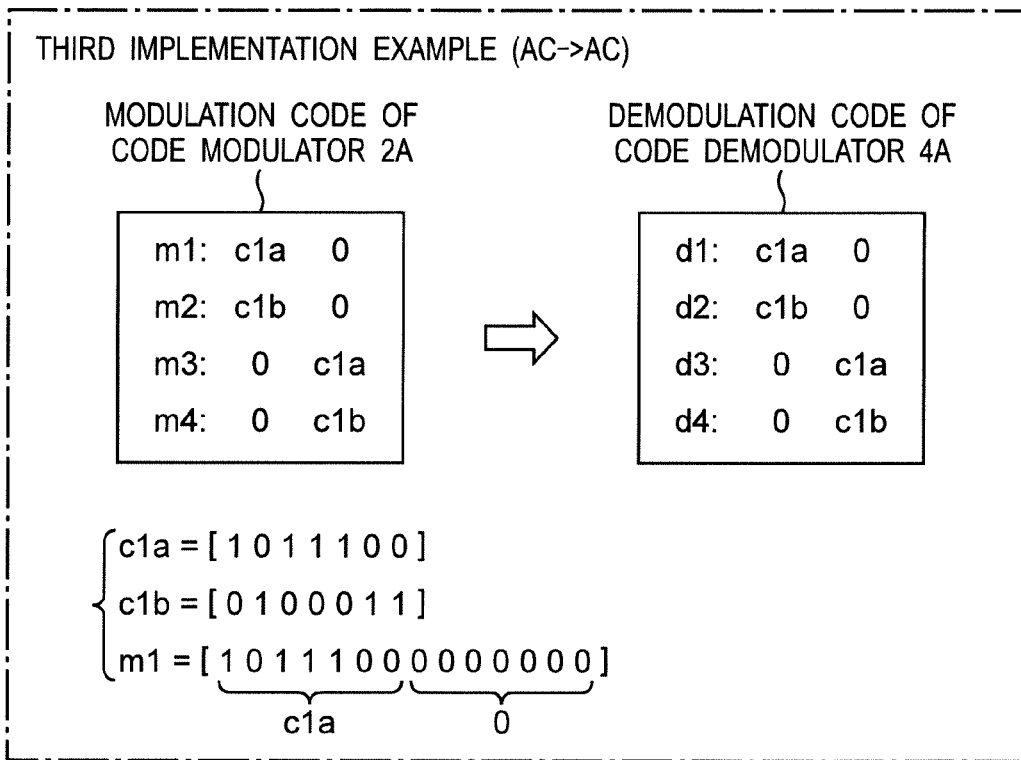 THIRD IMPLEMENTATION EXAMPLE (AC->AC)
MODULATION CODE OF
CODE MODULATOR 2A
m1: c1a 0
m2: c1b 0
m3: 0 c1a
m4: 0 c1b
DEMODULATION CODE OF
CODE DEMODULATOR 4A
d1: c1a 0
d2: c1b 0
d3: 0 c1a
d4: 0 c1b
c1a = [ 1 0 1 1 1 0 0 ]
c1b = [ 0 1 0 0 0 1 1 ]
m1 = [ 1 0 1 1 1 0 0 0 0 0 0 0 0 0 ]
c1a 0